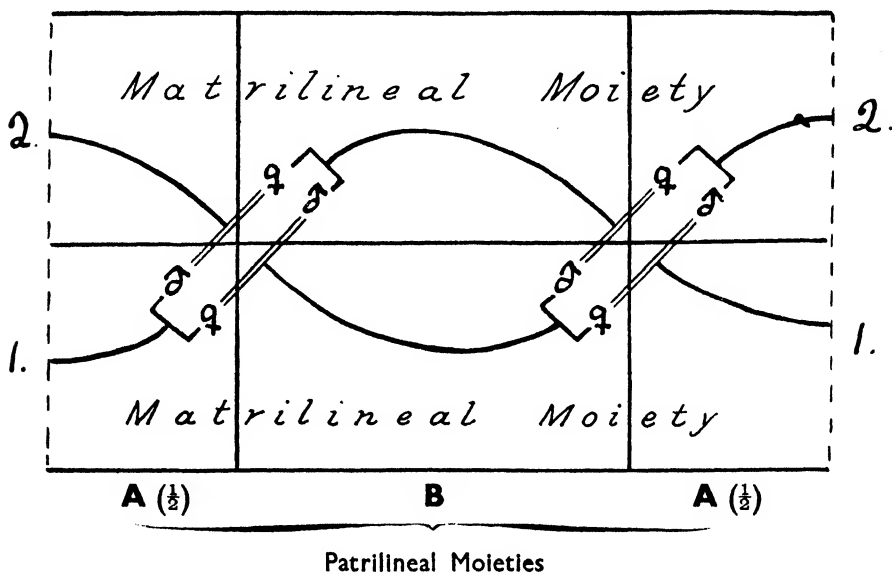 Matrilineal Moiety
2. 2.
♀ ♂ ♀ ♂
♂ ♀ ♂ ♀
1. 1.
Matrilineal Moiety
A (½) B A (½)
Patrilineal Moieties